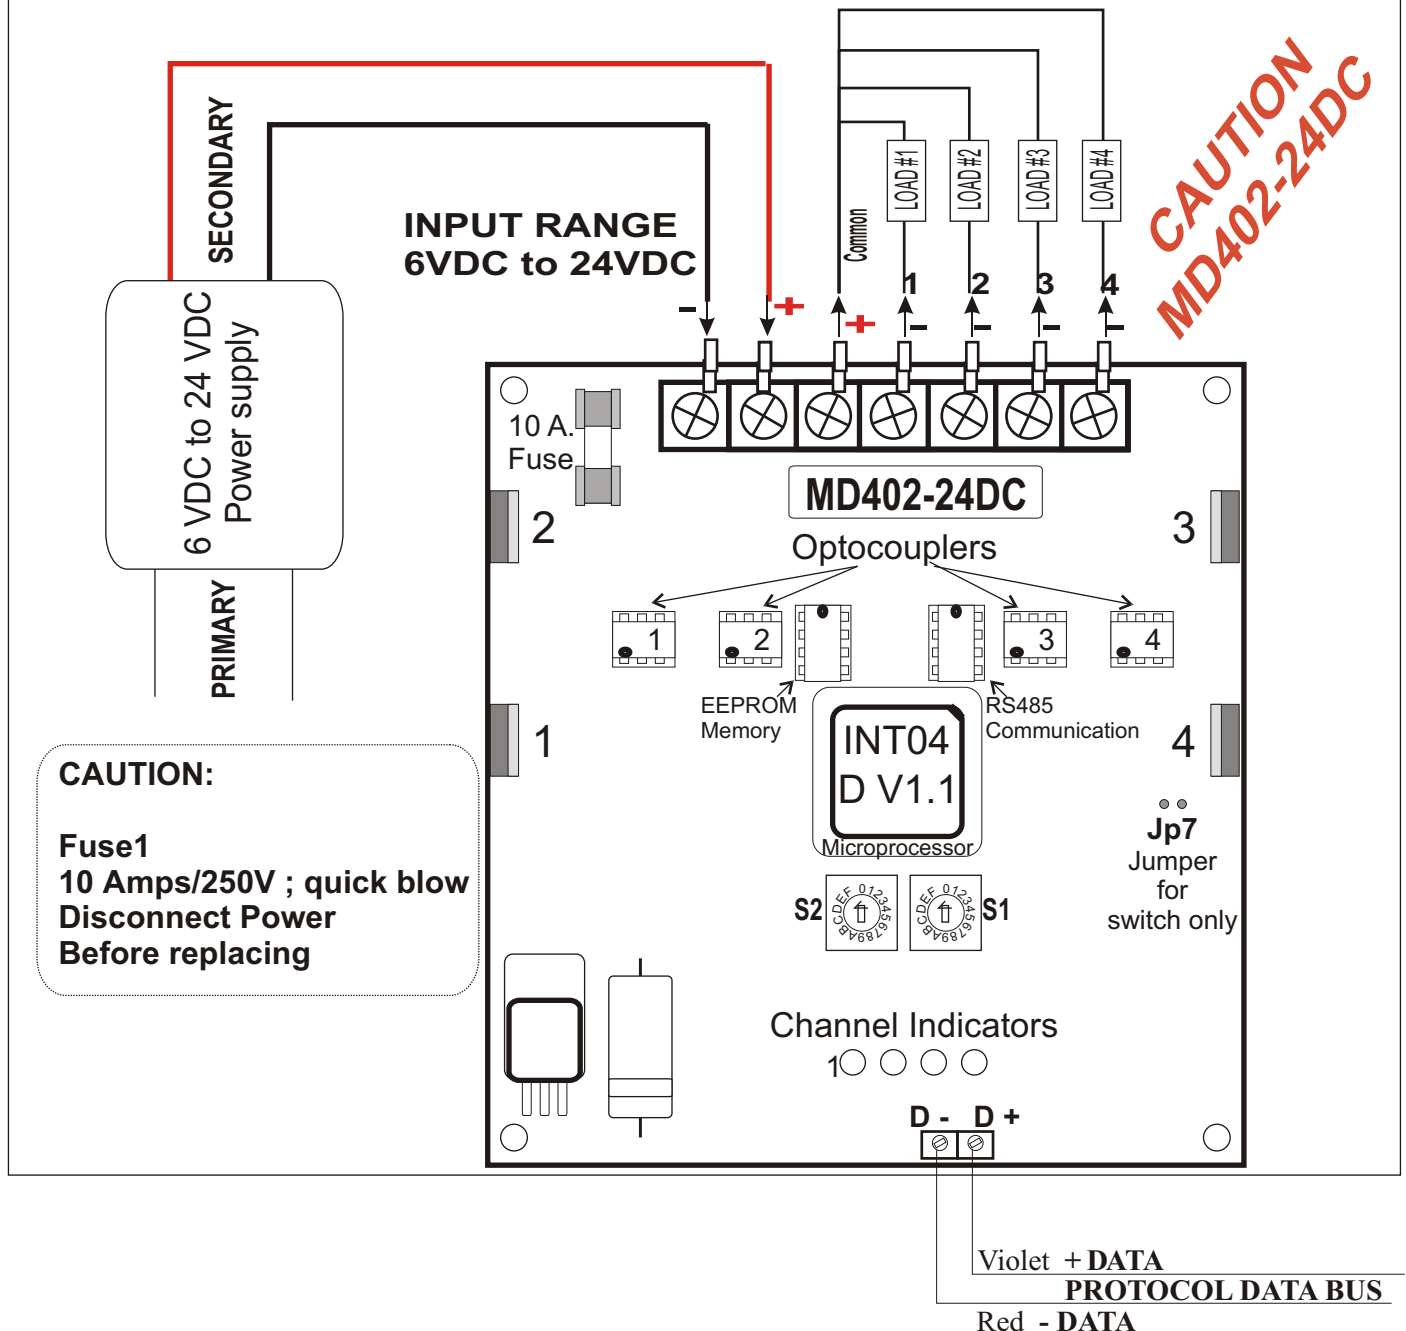 CAUTION
MD402-24DC
SECONDARY
INPUT RANGE
6VDC to 24VDC
Common
LOAD#1
LOAD#2
LOAD#3
LOAD#4
1
2
3
4
-
+
+
-
-
-
-
6 VDC to 24 VDC
Power supply
PRIMARY
10 A.
Fuse
MD402-24DC
2
3
Optocouplers
1
2
3
4
EEPROM
Memory
RS485
Communication
1
4
INT04
D V1.1
Microprocessor
CAUTION:
Fuse1
10 Amps/250V ; quick blow
Disconnect Power
Before replacing
Jp7
Jumper
for
switch only
S2
0123456789ABCDEF
0123456789ABCDEF
S1
Channel Indicators
1
D - D +
Violet + DATA
PROTOCOL DATA BUS
Red - DATA